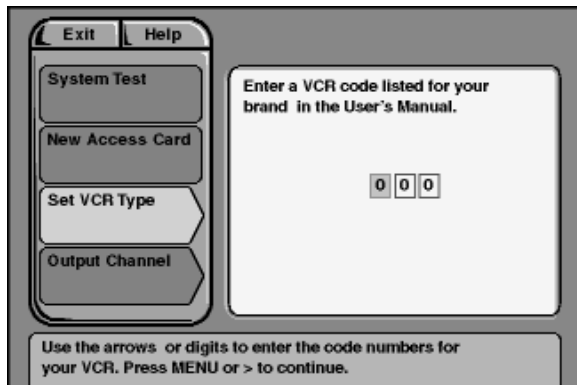 Exit Help
System Test
New Access Card
Set VCR Type
Output Channel
Enter a VCR code listed for your
brand in the User's Manual.
0 0 0
Use the arrows or digits to enter the code numbers for
your VCR. Press MENU or > to continue.